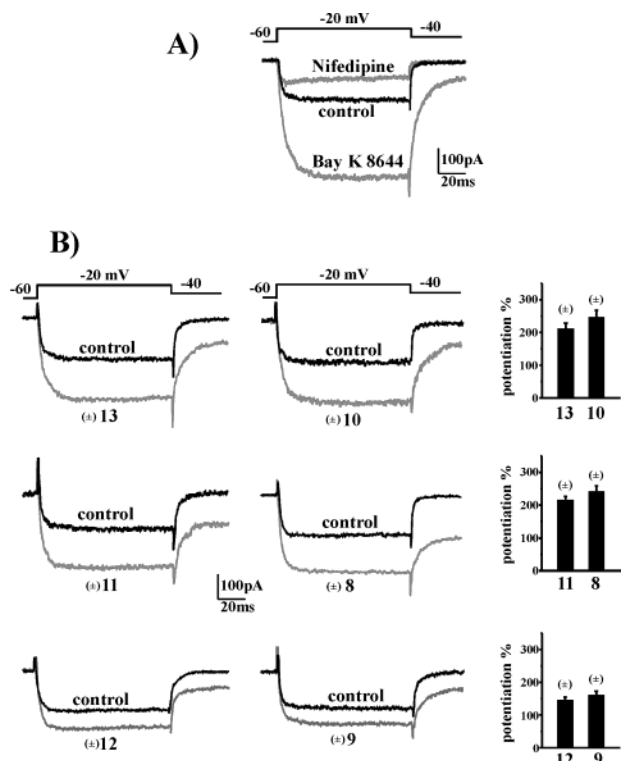 A)
-60
-20 mV
-40
Nifedipine
control
Bay K 8644
100pA
20ms
B)
-60
-20 mV
-40
control
(±) 13
-60
-20 mV
-40
control
(±) 10
potentiation %
300
200
100
0
(±)
(±)
13 10
control
(±) 11
100pA
20ms
control
(±) 8
potentiation %
300
200
100
0
(±)
(±)
11 8
control
(±) 12
control
(±) 9
potentiation %
300
200
100
0
(±) (±)
12 9